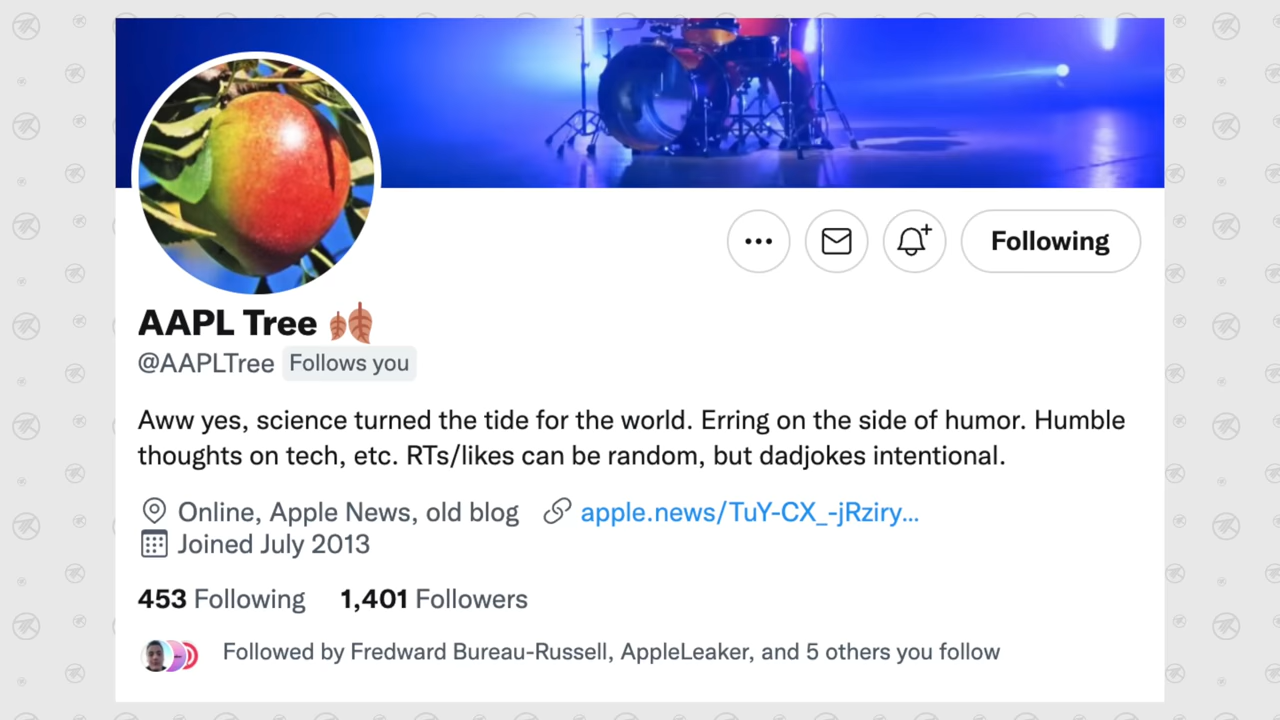 Following
AAPL Tree
@AAPLTree Follows you
Aww yes, science turned the tide for the world. Erring on the side of humor. Humble
thoughts on tech, etc. RTs/likes can be random, but dadjokes intentional.
Online, Apple News, old blog apple.news/TuY-CX_-jRziry...
Joined July 2013
453 Following 1,401 Followers
Followed by Fredward Bureau-Russell, AppleLeaker, and 5 others you follow